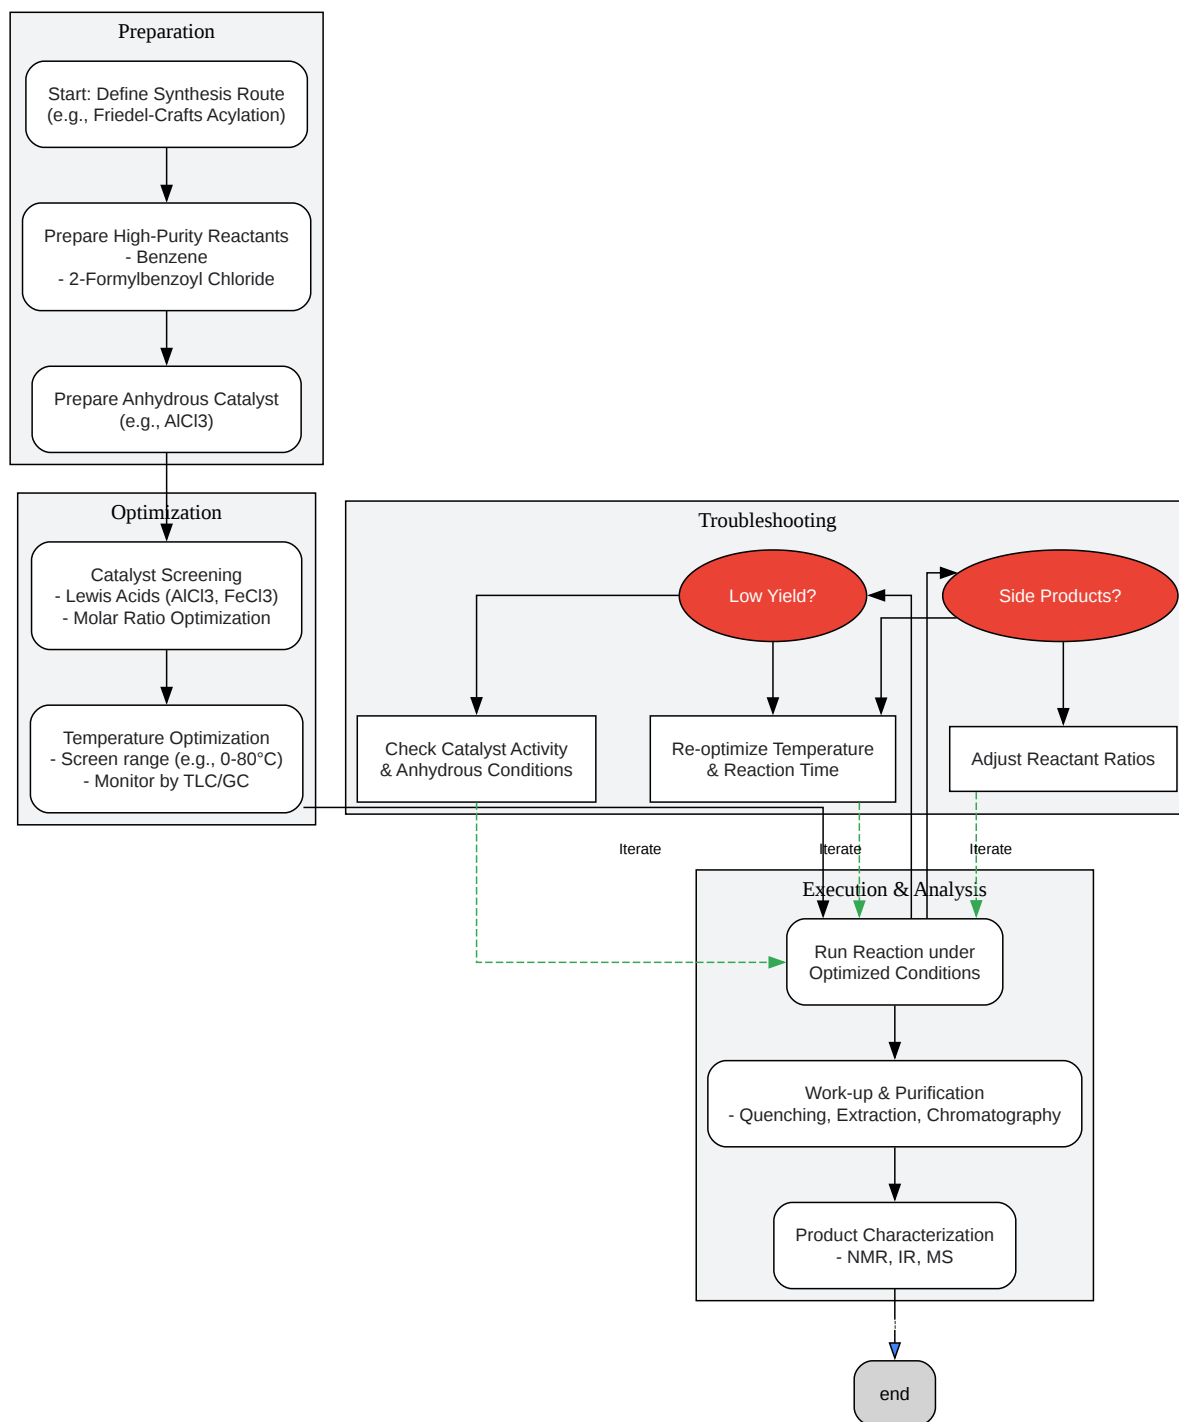 Preparation
Start: Define Synthesis Route
(e.g., Friedel-Crafts Acylation)
Prepare High-Purity Reactants
- Benzene
- 2-Formylbenzoyl Chloride
Prepare Anhydrous Catalyst
(e.g., AlCl3)
Optimization
Catalyst Screening
- Lewis Acids (AlCl3, FeCl3)
- Molar Ratio Optimization
Temperature Optimization
- Screen range (e.g., 0-80°C)
- Monitor by TLC/GC
Troubleshooting
Low Yield?
Side Products?
Check Catalyst Activity
& Anhydrous Conditions
Re-optimize Temperature
& Reaction Time
Adjust Reactant Ratios
Iterate
Iterate
Iterate
Execution & Analysis
Run Reaction under
Optimized Conditions
Work-up & Purification
- Quenching, Extraction, Chromatography
Product Characterization
- NMR, IR, MS
end